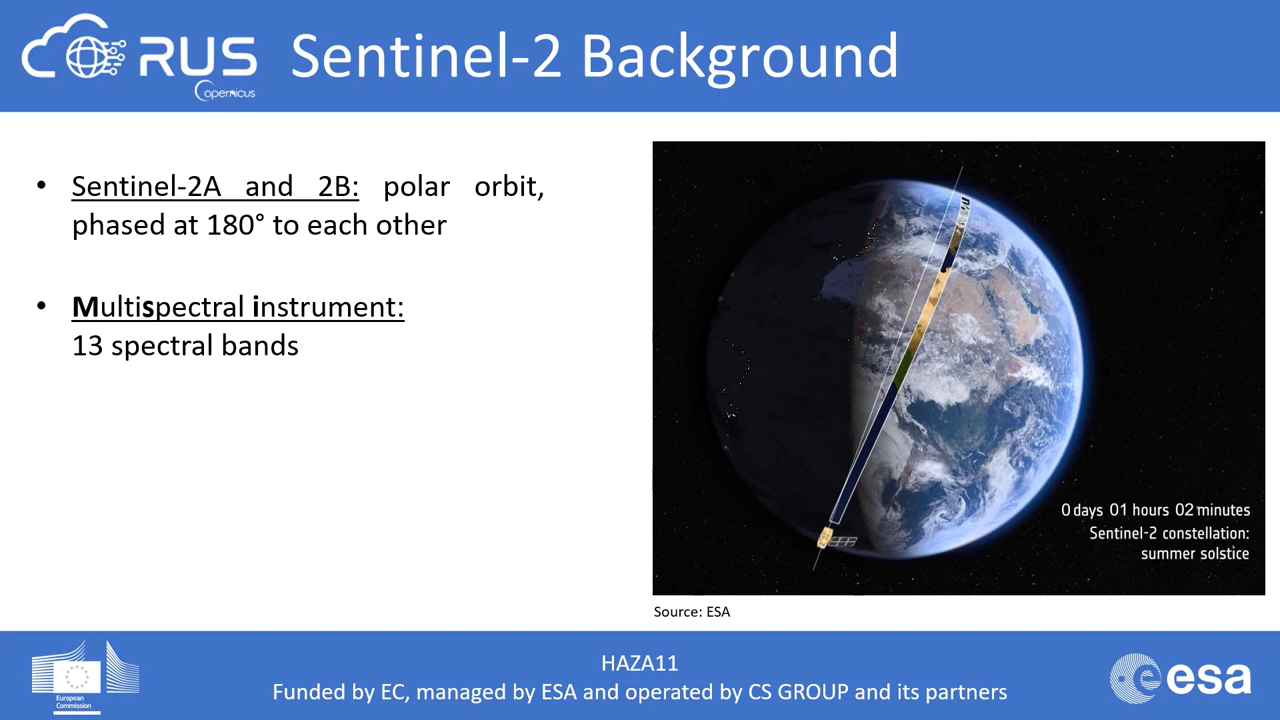 RUS
Copernicus
Sentinel-2 Background
• Sentinel-2A and 2B: polar orbit,
phased at 180° to each other
• Multispectral instrument:
13 spectral bands
0 days 01 hours 02 minutes
Sentinel-2 constellation:
summer solstice
Source: ESA
European
Commission
HAZA11
Funded by EC, managed by ESA and operated by CS GROUP and its partners
esa